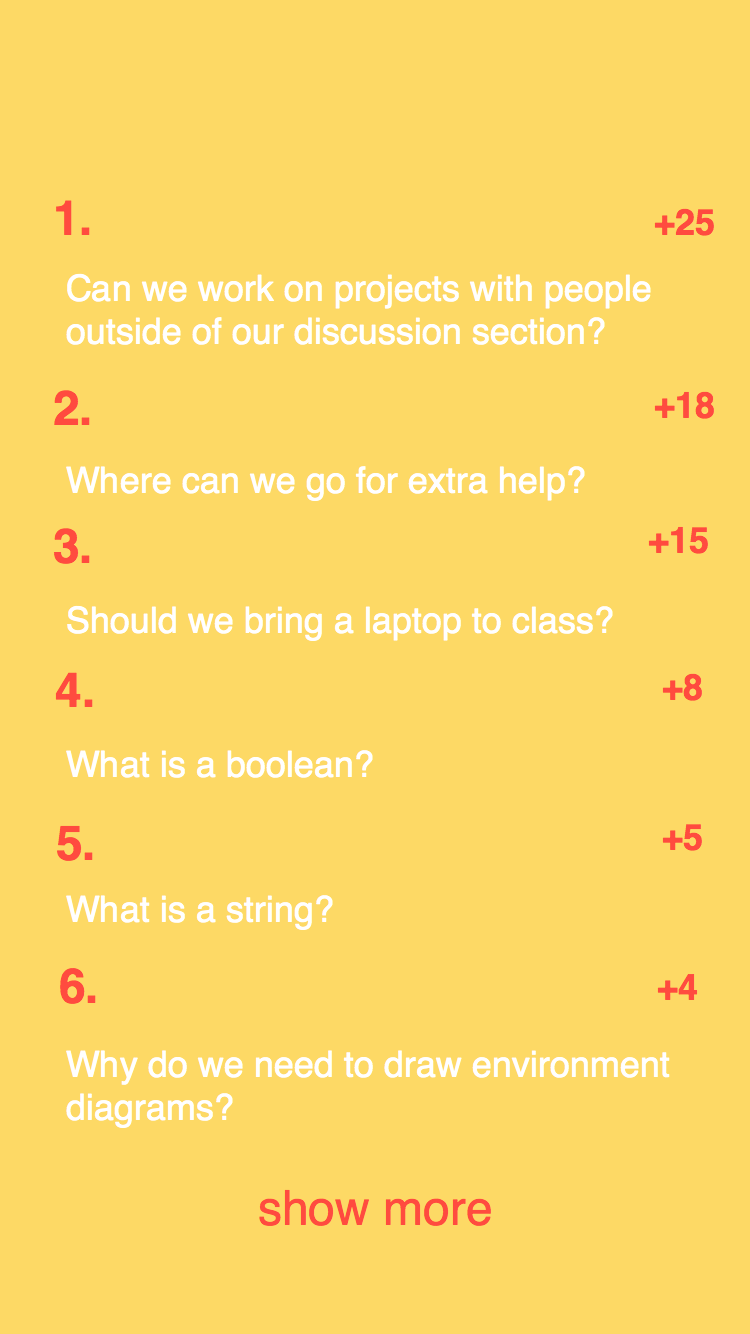 1.
+25
Can we work on projects with people
outside of our discussion section?
2.
+18
Where can we go for extra help?
3.
+15
Should we bring a laptop to class?
4.
+8
What is a boolean?
5.
+5
What is a string?
6.
+4
Why do we need to draw environment
diagrams?
show more